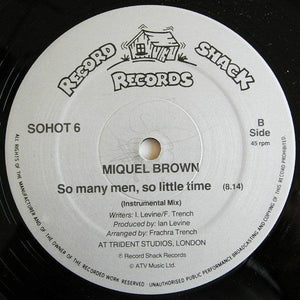 RECORD SHACK
RECORDS
SOHOT 6
B
Side
45 rpm
MIQUEL BROWN
So many men, so little time (8.14)
(Instrumental Mix)
Writers: I. Levine/F. Trench
Produced by: Ian Levine
Arranged by: Frachra Trench
AT TRIDENT STUDIOS, LONDON
Ⓟ Record Shack Records
© ATV Music Ltd.
ALL RIGHTS OF THE MANUFACTURER AND OF THE OWNER OF THE RECORDED WORK RESERVED UNAUTHORISED PUBLIC PERFORMANCE BROADCASTING AND COPYING OF THIS RECORD PROHIBITED.